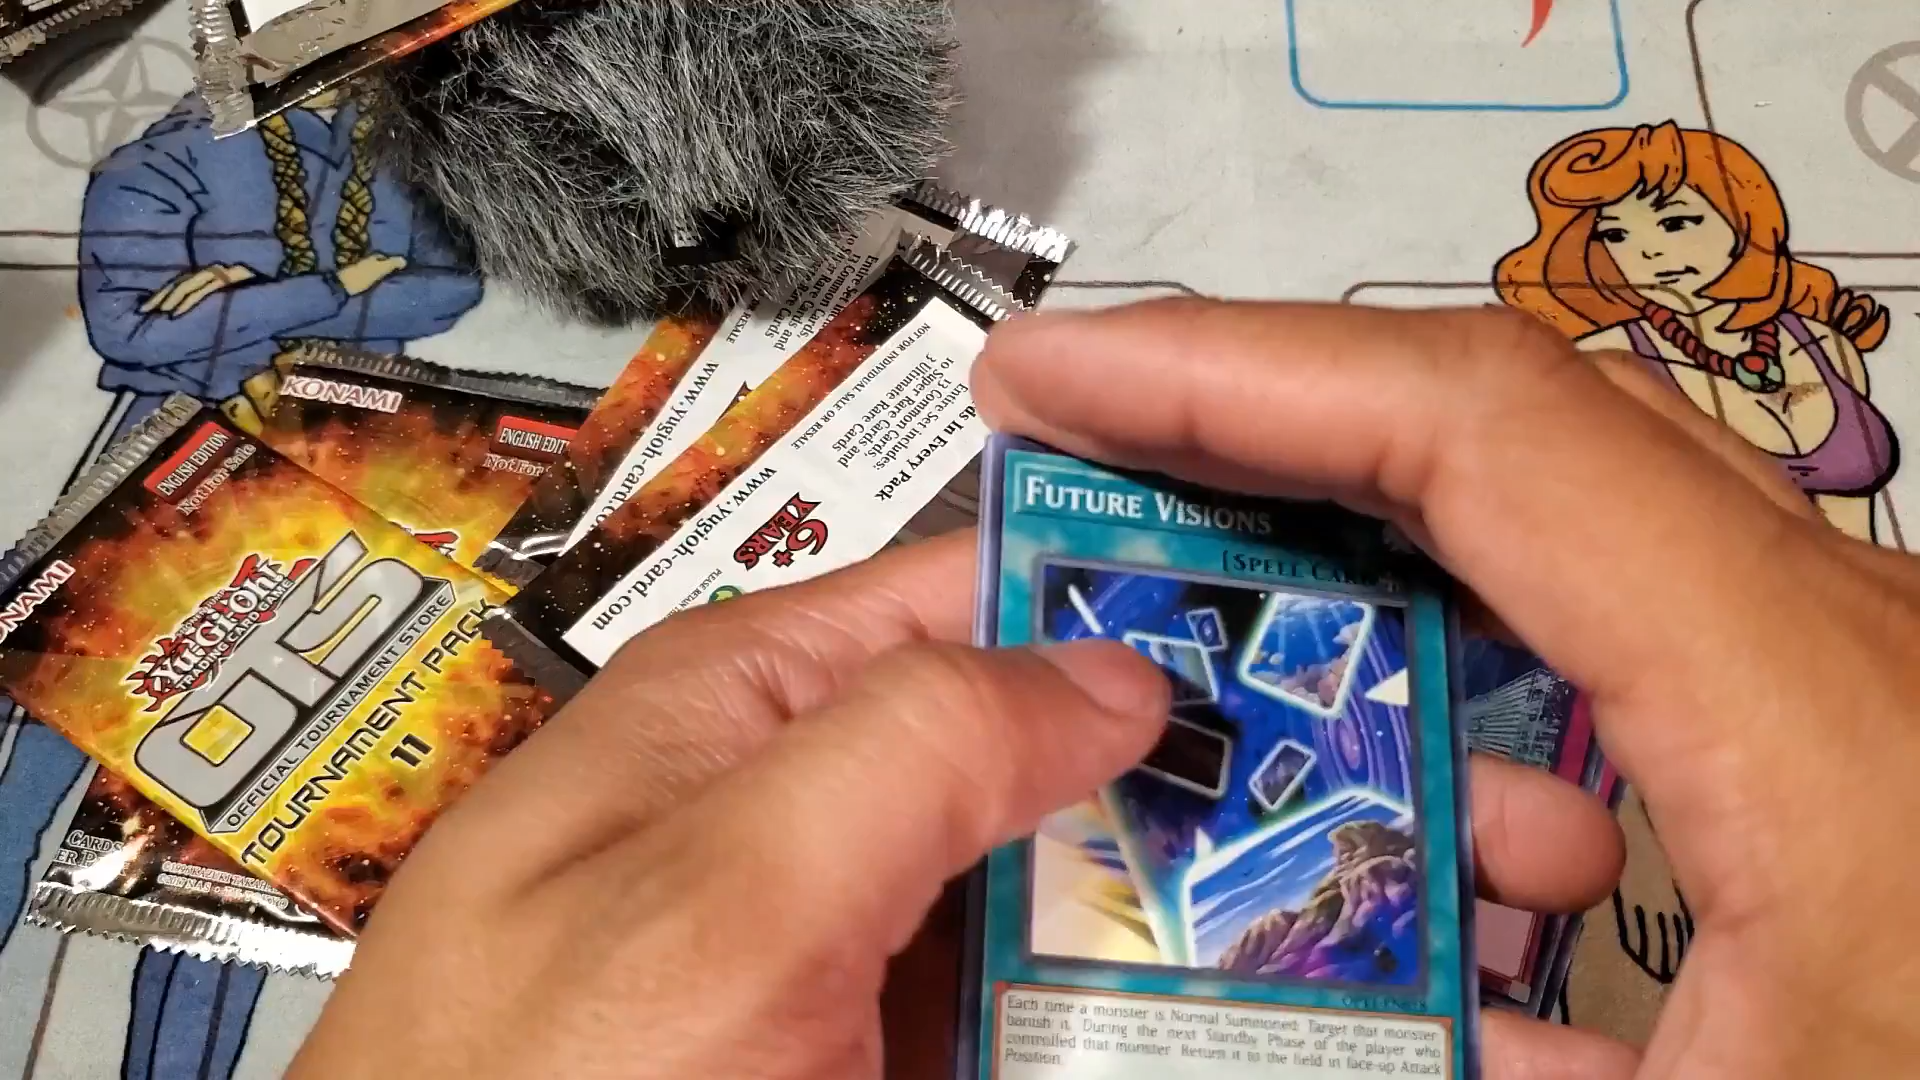 KONAMI
ENGLISH EDIT
Not For
ENGLISH EDITION
Not For Sale
KONAMI
Yu-Gi-Oh!
TRADING CARD GAME
OTS
OFFICIAL TOURNAMENT STORE
TOURNAMENT PACK
11
CARDS
ER P
In Every Pack
Entire Set includes:
13 Common Cards,
10 Super Rare Cards and
3 Ultimate Rare Cards
NOT FOR INDIVIDUAL SALE OR RESALE
6+
YEARS
www.yugioh-card.com
www.yugioh-card.co
FUTURE VISIONS
[SPELL CARD
Each time a monster is Normal Summoned: Target that monster
banish it. During the next Standby Phase of the player who
controlled that monster: Return it to the field in face-up Attack
Position.